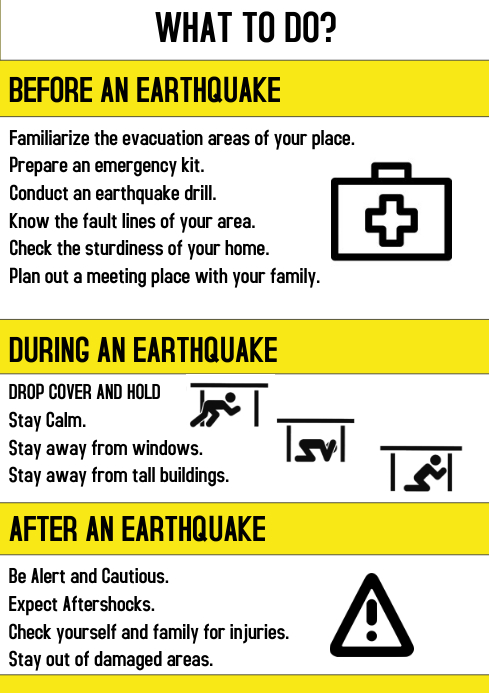 WHAT TO DO?
BEFORE AN EARTHQUAKE
Familiarize the evacuation areas of your place.
Prepare an emergency kit.
Conduct an earthquake drill.
Know the fault lines of your area.
Check the sturdiness of your home.
Plan out a meeting place with your family.
DURING AN EARTHQUAKE
DROP COVER AND HOLD
Stay Calm.
Stay away from windows.
Stay away from tall buildings.
AFTER AN EARTHQUAKE
Be Alert and Cautious.
Expect Aftershocks.
Check yourself and family for injuries.
Stay out of damaged areas.